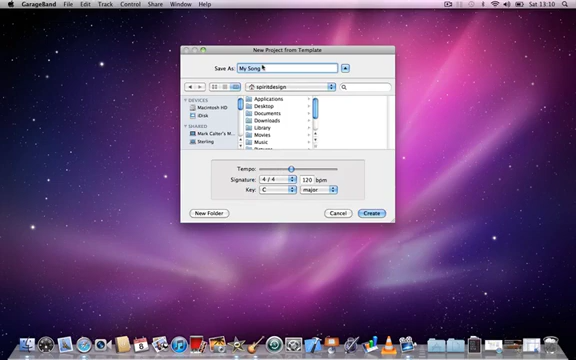 GarageBand File Edit Track Control Share Window Help Sat 13:10
New Project from Template
Save As: My Song
spiritdesign
DEVICES
Macintosh HD
iDisk
SHARED
Mark Calter's M...
Sterling
Applications
Desktop
Documents
Downloads
Library
Movies
Music
Tempo:
Signature: 4 / 4 120 bpm
Key: C major
New Folder Cancel Create